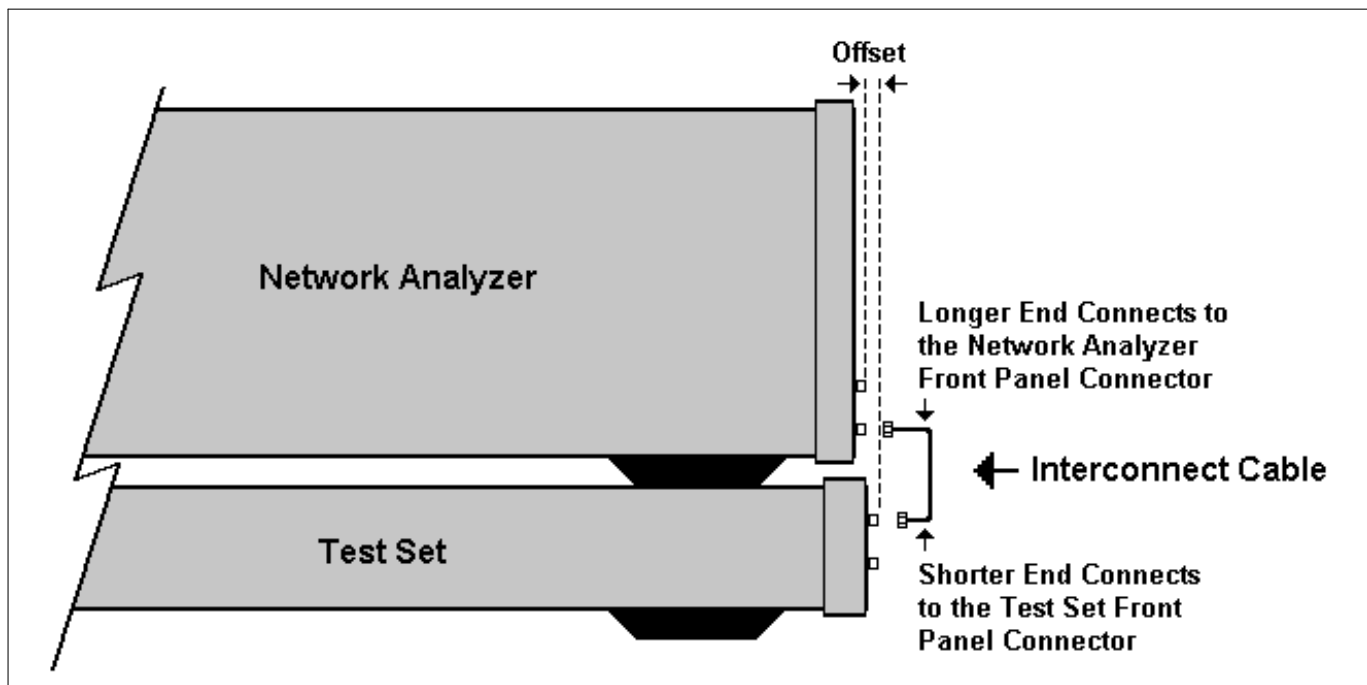 Offset
Network Analyzer
Longer End Connects to
the Network Analyzer
Front Panel Connector
Interconnect Cable
Test Set
Shorter End Connects
to the Test Set Front
Panel Connector